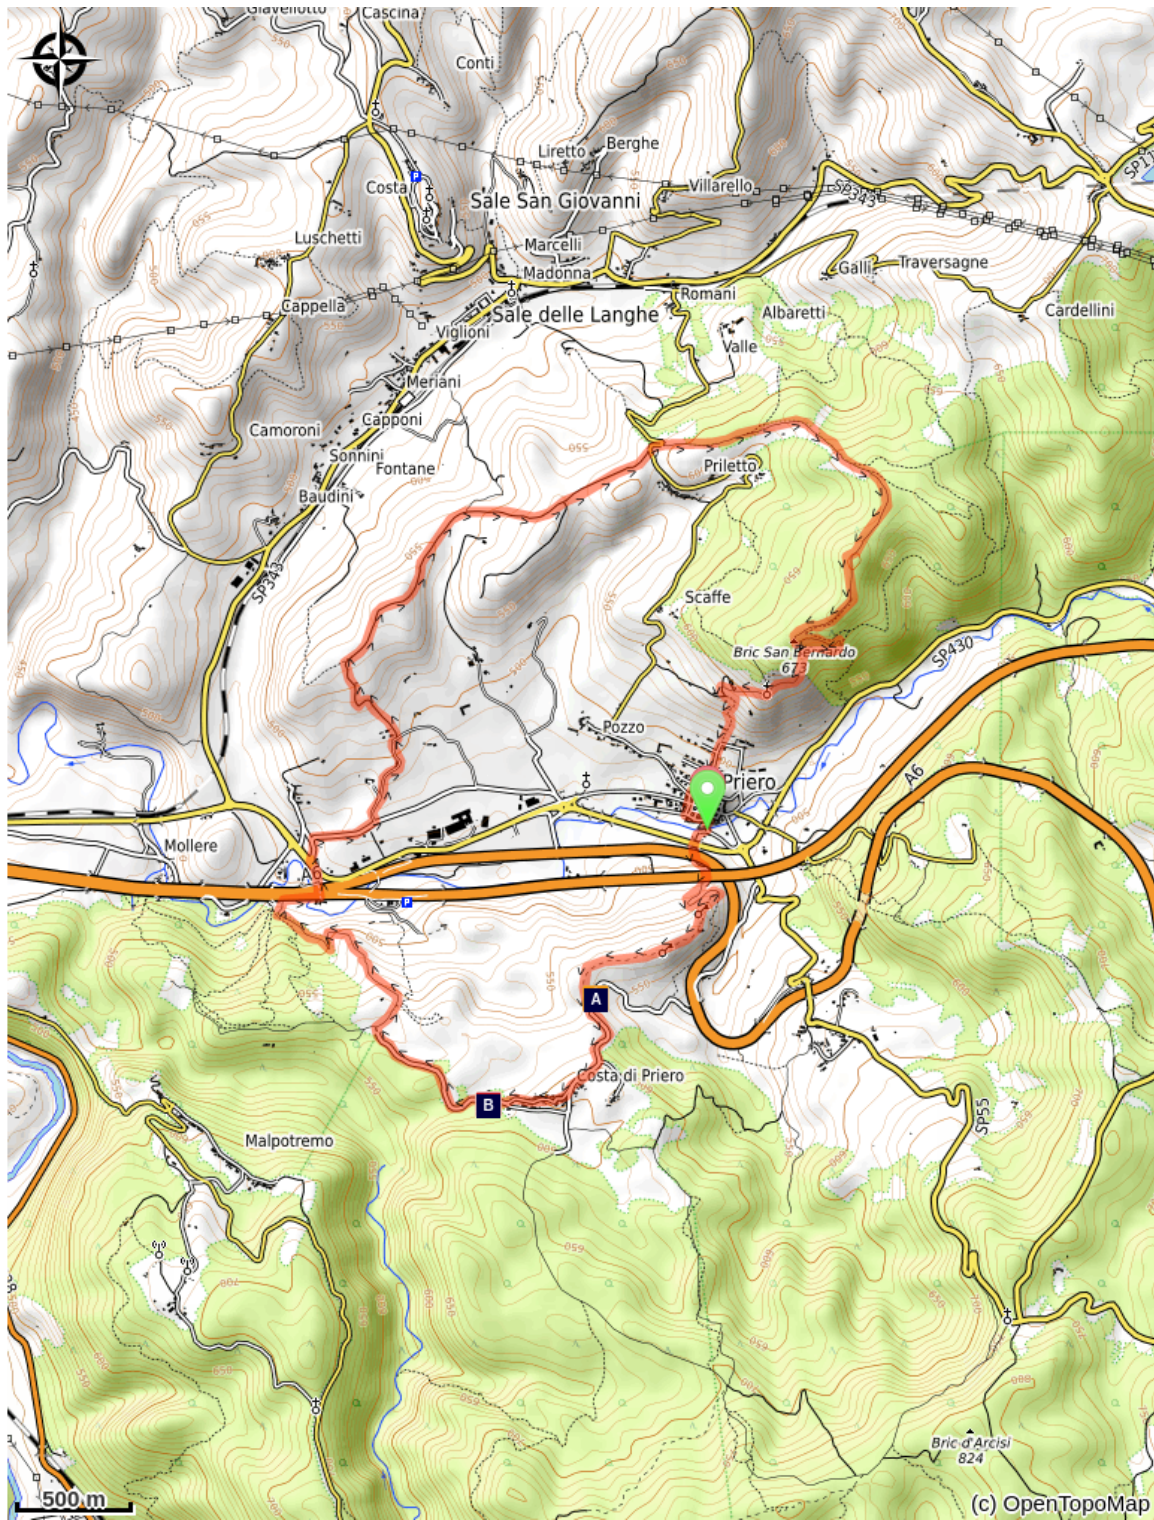 Giavellotto
Cascina
Conti
Liretto
Berghe
Costa
P
Villarello
Sale San Giovanni
SP343
Luschetti
Marcelli
Madonna
Galli
Traversagne
Cappella
Romani
Sale delle Langhe
Albaretti
Cardellini
Viglioni
Valle
Meriani
Gapponi
Camoroni
Sonnini
Fontane
Priletto
Baudini
SP343
Scaffe
Bric San Bernardo
673
SP430
Pozzo
Priero
A6
Mollere
P
A
Costa di Priero
B
SP55
Malpotremo
Bric d'Arcisi
824
500 m
(c) OpenTopoMap